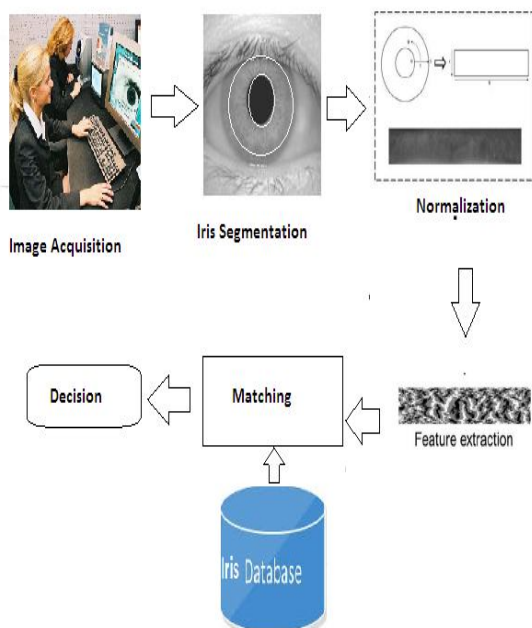 Image Acquisition
Iris Segmentation
Normalization
Feature extraction
Matching
Decision
Iris Database